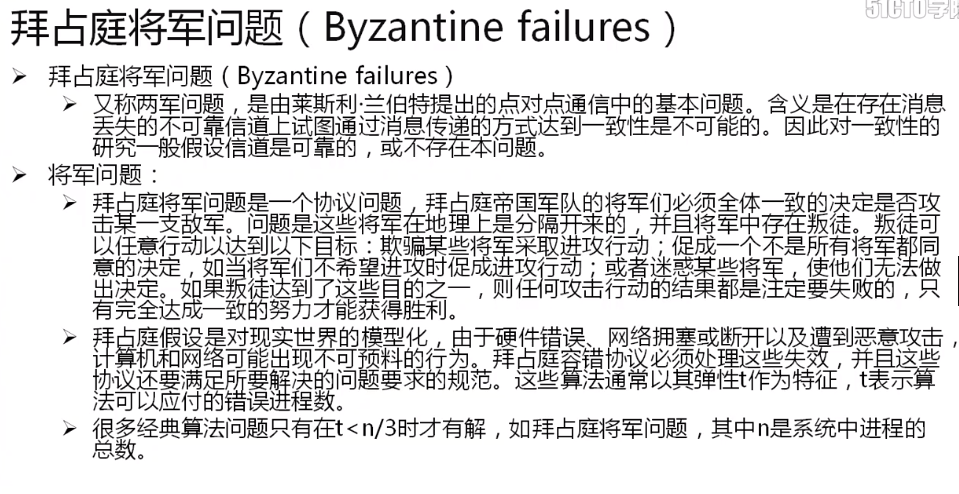 51CTO学院
拜占庭将军问题（Byzantine failures）
拜占庭将军问题（Byzantine failures）
又称两军问题，是由莱斯利·兰伯特提出的点对点通信中的基本问题。含义是在存在消息
丢失的不可靠信道上试图通过消息传递的方式达到一致性是不可能的。因此对一致性的
研究一般假设信道是可靠的，或不存在本问题。
将军问题：
拜占庭将军问题是一个协议问题，拜占庭帝国军队的将军们必须全体一致的决定是否攻
击某一支敌军。问题是这些将军在地理上是分隔开来的，并且将军中存在叛徒。叛徒可
以任意行动以达到以下目标：欺骗某些将军采取进攻行动；促成一个不是所有将军都同
意的决定，如当将军们不希望进攻时促成进攻行动；或者迷惑某些将军，使他们无法做
出决定。如果叛徒达到了这些目的之一，则任何攻击行动的结果都是注定要失败的，只
有完全达成一致的努力才能获得胜利。
拜占庭假设是对现实世界的模型化，由于硬件错误、网络拥塞或断开以及遭到恶意攻击，
计算机和网络可能出现不可预料的行为。拜占庭容错协议必须处理这些失效，并且这些
协议还要满足所要解决的问题要求的规范。这些算法通常以其弹性t作为特征，t表示算
法可以应付的错误进程数。
很多经典算法问题只有在t<n/3时才有解，如拜占庭将军问题，其中n是系统中进程的
总数。